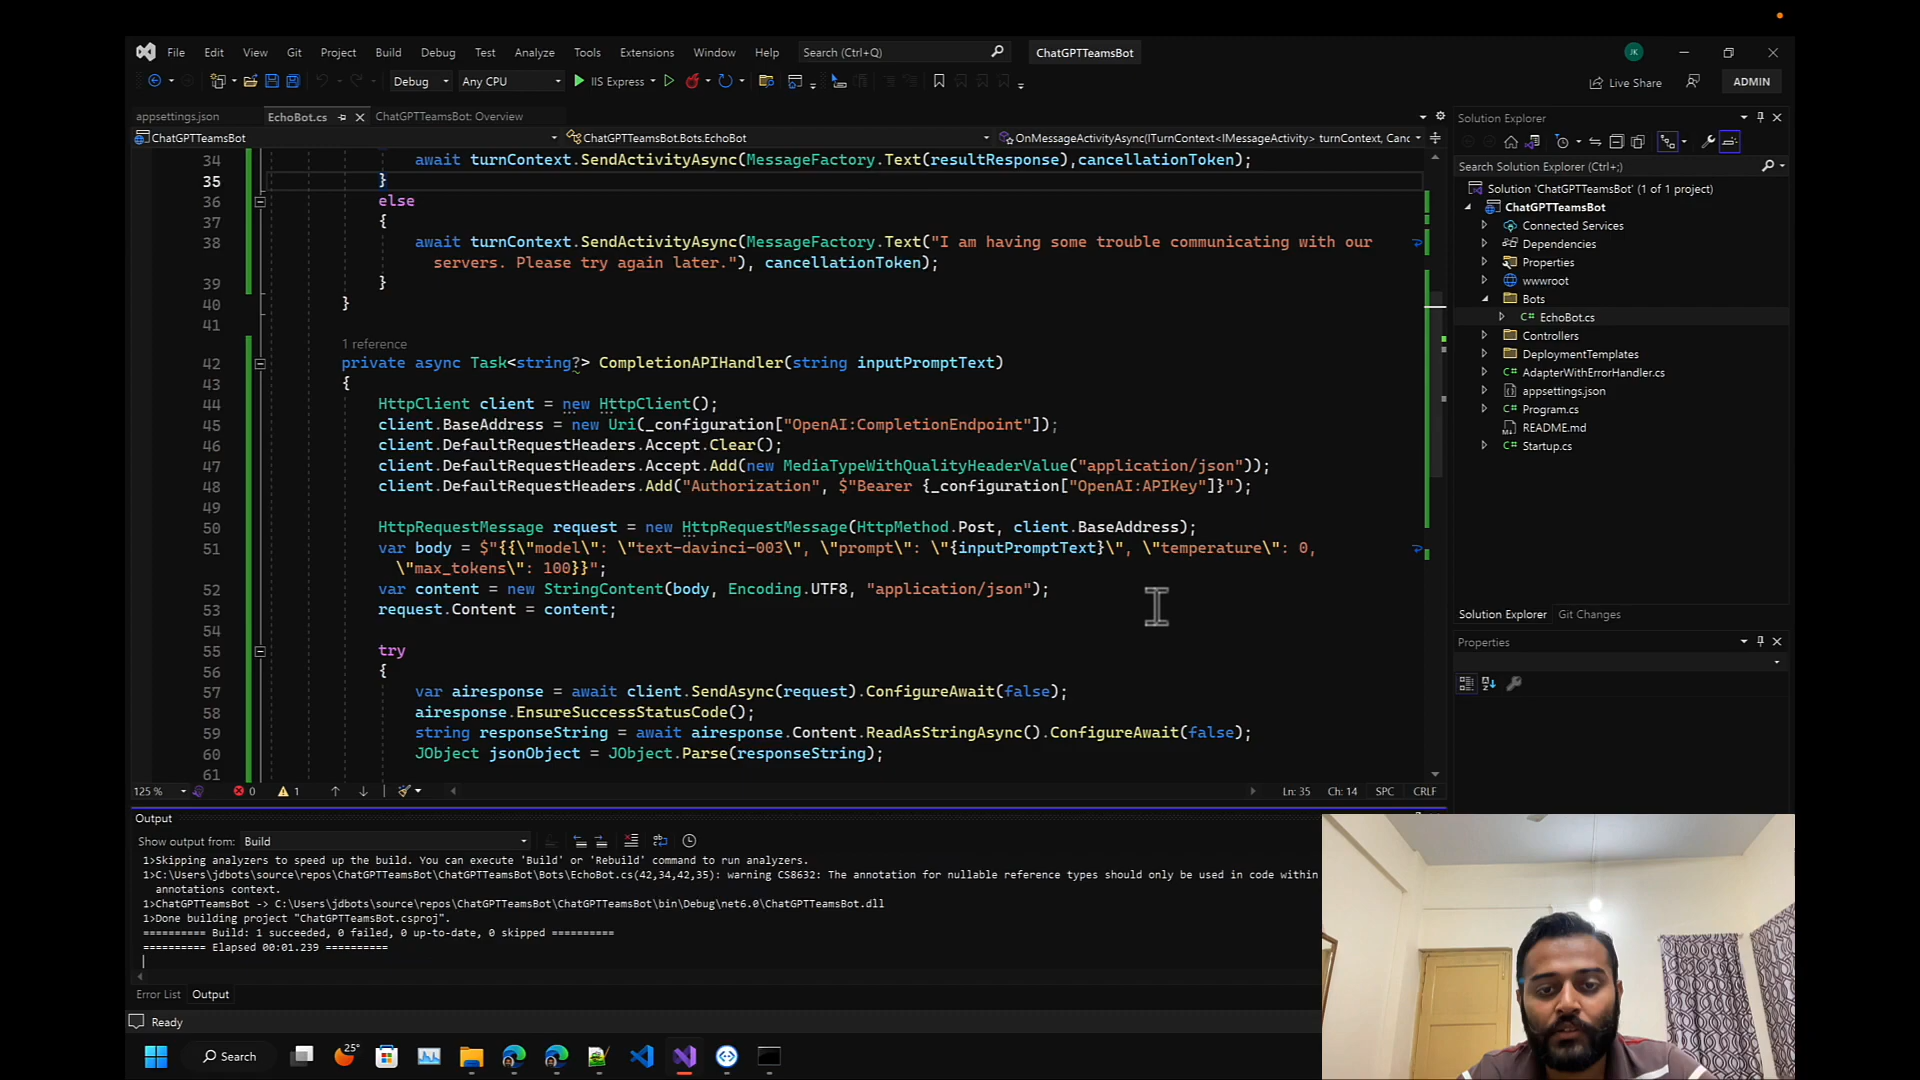 File Edit View Git Project Build Debug Test Analyze Tools Extensions Window Help Search (Ctrl+Q) ChatGPTTeamsBot JK
Debug Any CPU IIS Express Live Share ADMIN
appsettings.json EchoBot.cs ChatGPTTeamsBot: Overview
ChatGPTTeamsBot ChatGPTTeamsBot.Bots.EchoBot OnMessageActivityAsync(ITurnContext<IMessageActivity> turnContext, Canc
34 await turnContext.SendActivityAsync(MessageFactory.Text(resultResponse),cancellationToken);
35 }
36 else
37 {
38 await turnContext.SendActivityAsync(MessageFactory.Text("I am having some trouble communicating with our
servers. Please try again later."), cancellationToken);
39 }
40 }
41
1 reference
42 private async Task<string?> CompletionAPIHandler(string inputPromptText)
43 {
44 HttpClient client = new HttpClient();
45 client.BaseAddress = new Uri(_configuration["OpenAI:CompletionEndpoint"]);
46 client.DefaultRequestHeaders.Accept.Clear();
47 client.DefaultRequestHeaders.Accept.Add(new MediaTypeWithQualityHeaderValue("application/json"));
48 client.DefaultRequestHeaders.Add("Authorization", $"Bearer {_configuration["OpenAI:APIKey"]}");
49
50 HttpRequestMessage request = new HttpRequestMessage(HttpMethod.Post, client.BaseAddress);
51 var body = $"{{\"model\": \"text-davinci-003\", \"prompt\": \"{inputPromptText}\", \"temperature\": 0,
\"max_tokens\": 100}}";
52 var content = new StringContent(body, Encoding.UTF8, "application/json");
53 request.Content = content;
54
55 try
56 {
57 var airesponse = await client.SendAsync(request).ConfigureAwait(false);
58 airesponse.EnsureSuccessStatusCode();
59 string responseString = await airesponse.Content.ReadAsStringAsync().ConfigureAwait(false);
60 JObject jsonObject = JObject.Parse(responseString);
61
125 % 0 1 Ln: 35 Ch: 14 SPC CRLF
Output
Show output from: Build
1>Skipping analyzers to speed up the build. You can execute 'Build' or 'Rebuild' command to run analyzers.
1>C:\Users\jdbots\source\repos\ChatGPTTeamsBot\ChatGPTTeamsBot\Bots\EchoBot.cs(42,34,42,35): warning CS8632: The annotation for nullable reference types should only be used in code within
annotations context.
1>ChatGPTTeamsBot -> C:\Users\jdbots\source\repos\ChatGPTTeamsBot\ChatGPTTeamsBot\bin\Debug\net6.0\ChatGPTTeamsBot.dll
1>Done building project "ChatGPTTeamsBot.csproj".
========== Build: 1 succeeded, 0 failed, 0 up-to-date, 0 skipped ==========
========== Elapsed 00:01.239 ==========
Error List Output
Ready
Search 25°
Solution Explorer
Search Solution Explorer (Ctrl+;)
Solution 'ChatGPTTeamsBot' (1 of 1 project)
ChatGPTTeamsBot
Connected Services
Dependencies
Properties
wwwroot
Bots
C# EchoBot.cs
Controllers
DeploymentTemplates
C# AdapterWithErrorHandler.cs
appsettings.json
C# Program.cs
README.md
C# Startup.cs
Solution Explorer Git Changes
Properties